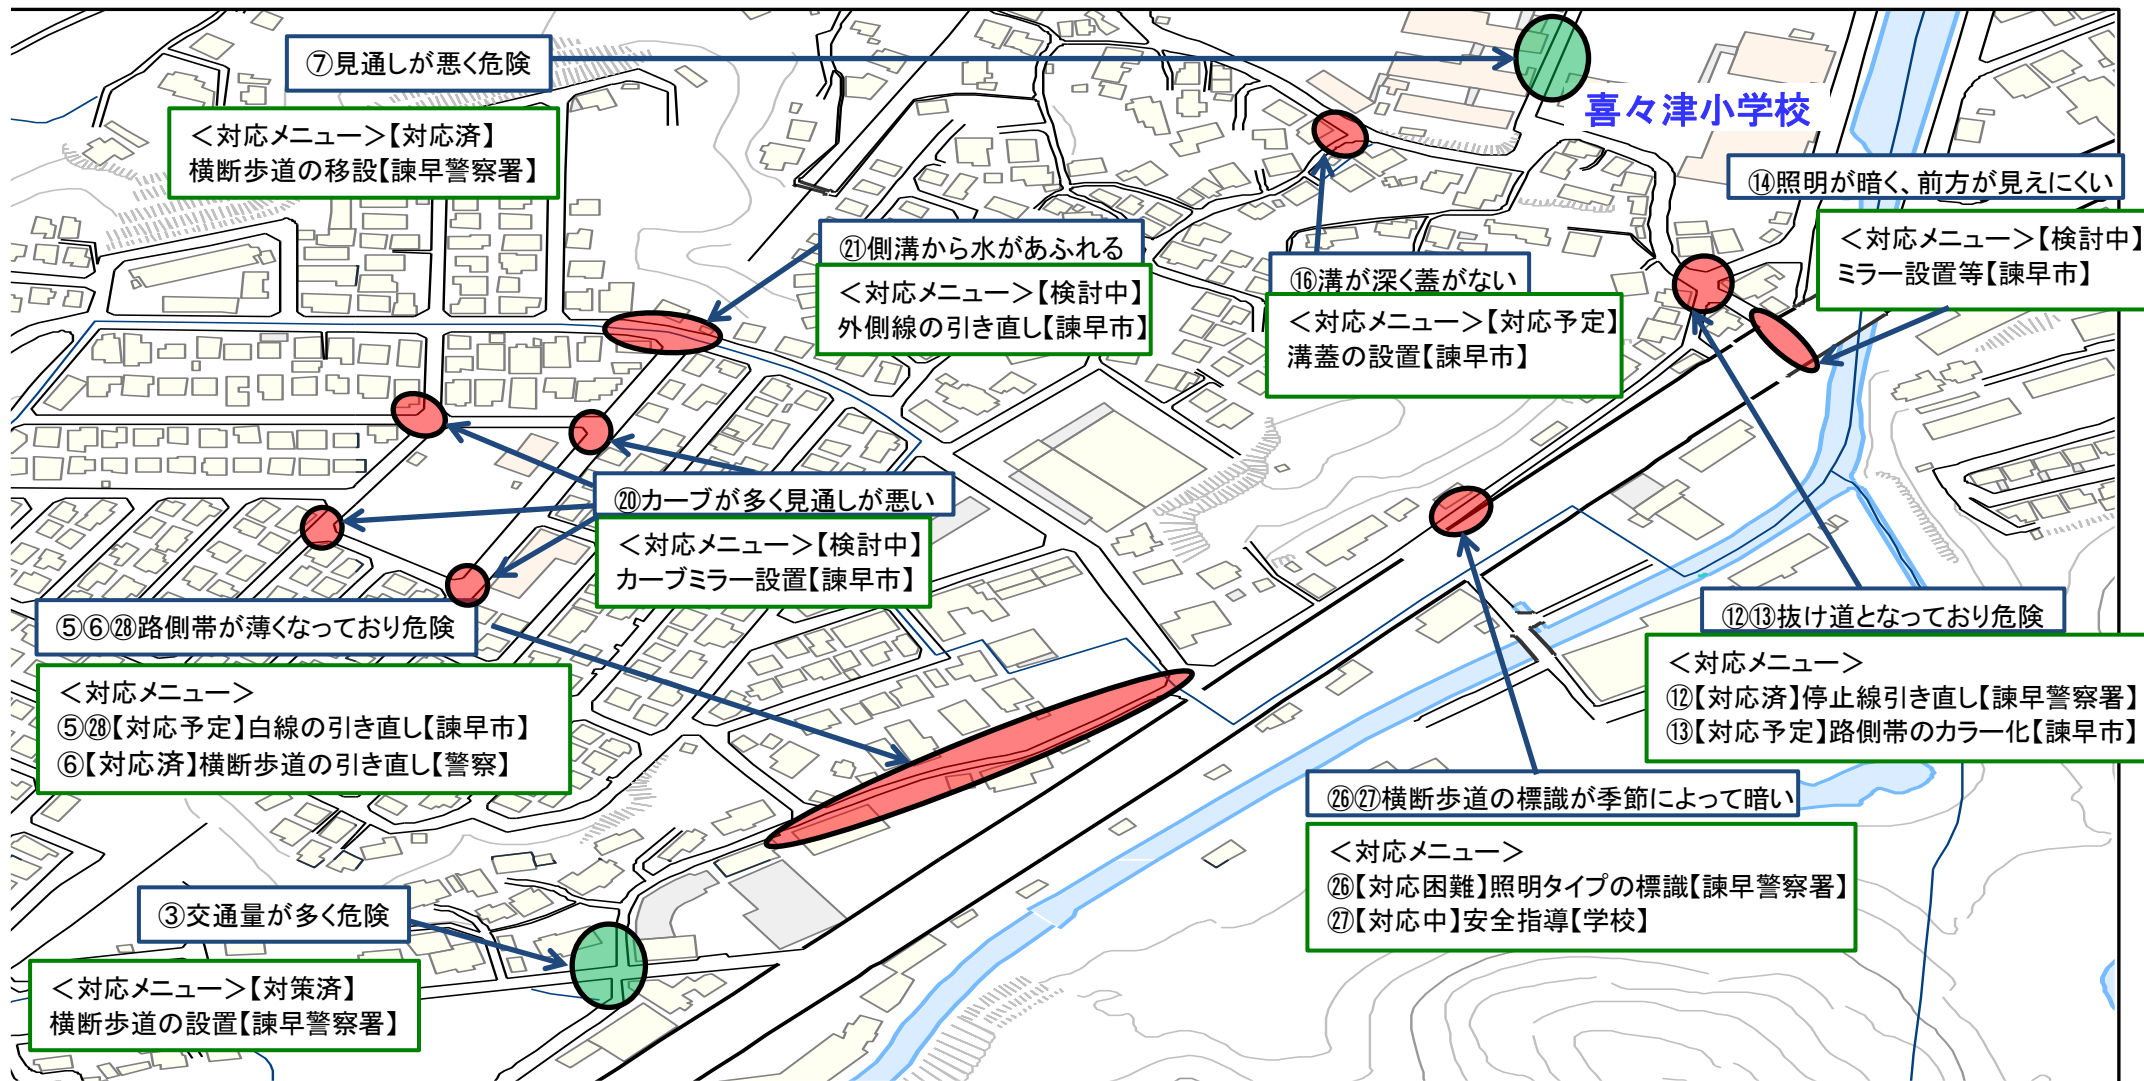 ⑦見通しが悪く危険
＜対応メニュー＞【対応済】
横断歩道の移設【諫早警察署】
喜々津小学校
⑭照明が暗く、前方が見えにくい
＜対応メニュー＞【検討中】
ミラー設置等【諫早市】
㉑側溝から水があふれる
＜対応メニュー＞【検討中】
外側線の引き直し【諫早市】
⑯溝が深く蓋がない
＜対応メニュー＞【対応予定】
溝蓋の設置【諫早市】
⑳カーブが多く見通しが悪い
＜対応メニュー＞【検討中】
カーブミラー設置【諫早市】
⑤⑥㉘路側帯が薄くなっており危険
＜対応メニュー＞
⑤㉘【対応予定】白線の引き直し【諫早市】
⑥【対応済】横断歩道の引き直し【警察】
⑫⑬抜け道となっており危険
＜対応メニュー＞
⑫【対応済】停止線引き直し【諫早警察署】
⑬【対応予定】路側帯のカラー化【諫早市】
㉖㉗横断歩道の標識が季節によって暗い
＜対応メニュー＞
㉖【対応困難】照明タイプの標識【諫早警察署】
㉗【対応中】安全指導【学校】
③交通量が多く危険
＜対応メニュー＞【対策済】
横断歩道の設置【諫早警察署】